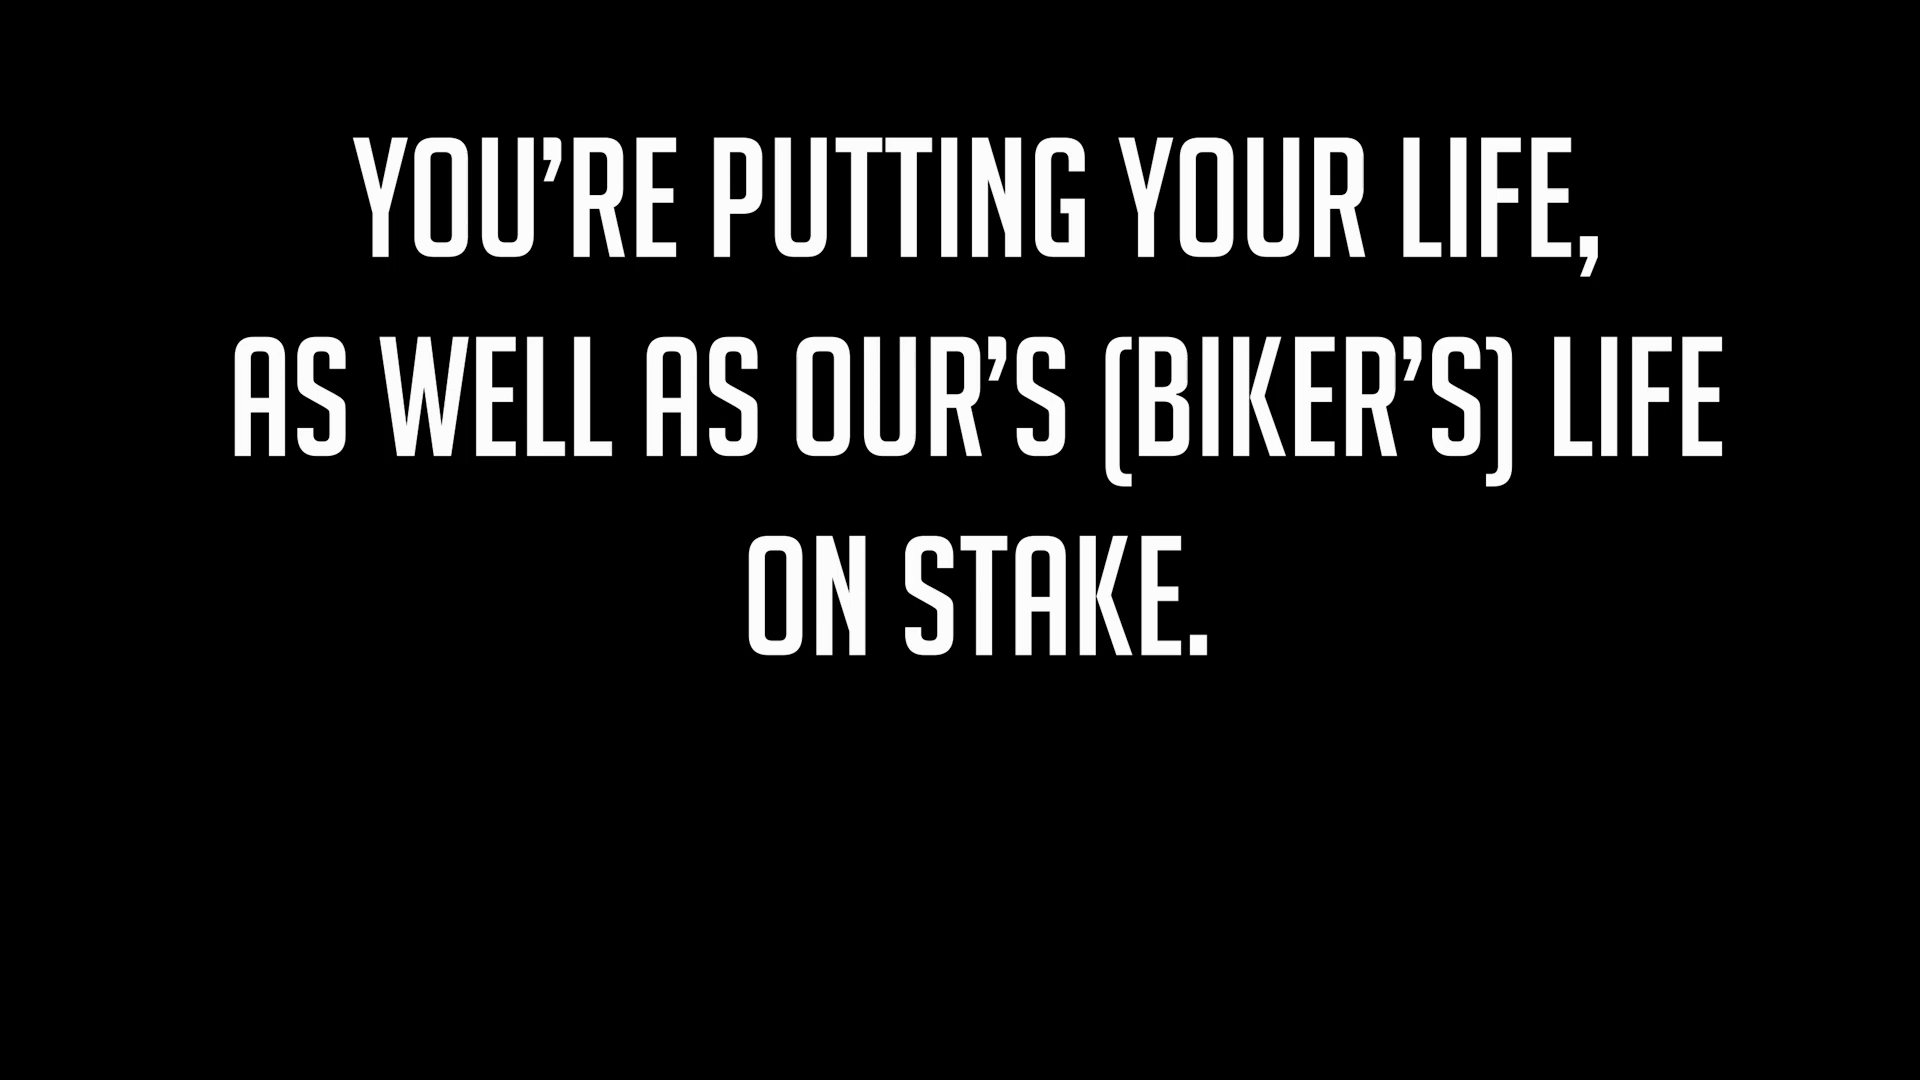 YOU’RE PUTTING YOUR LIFE,
AS WELL AS OUR’S (BIKER’S) LIFE
ON STAKE.